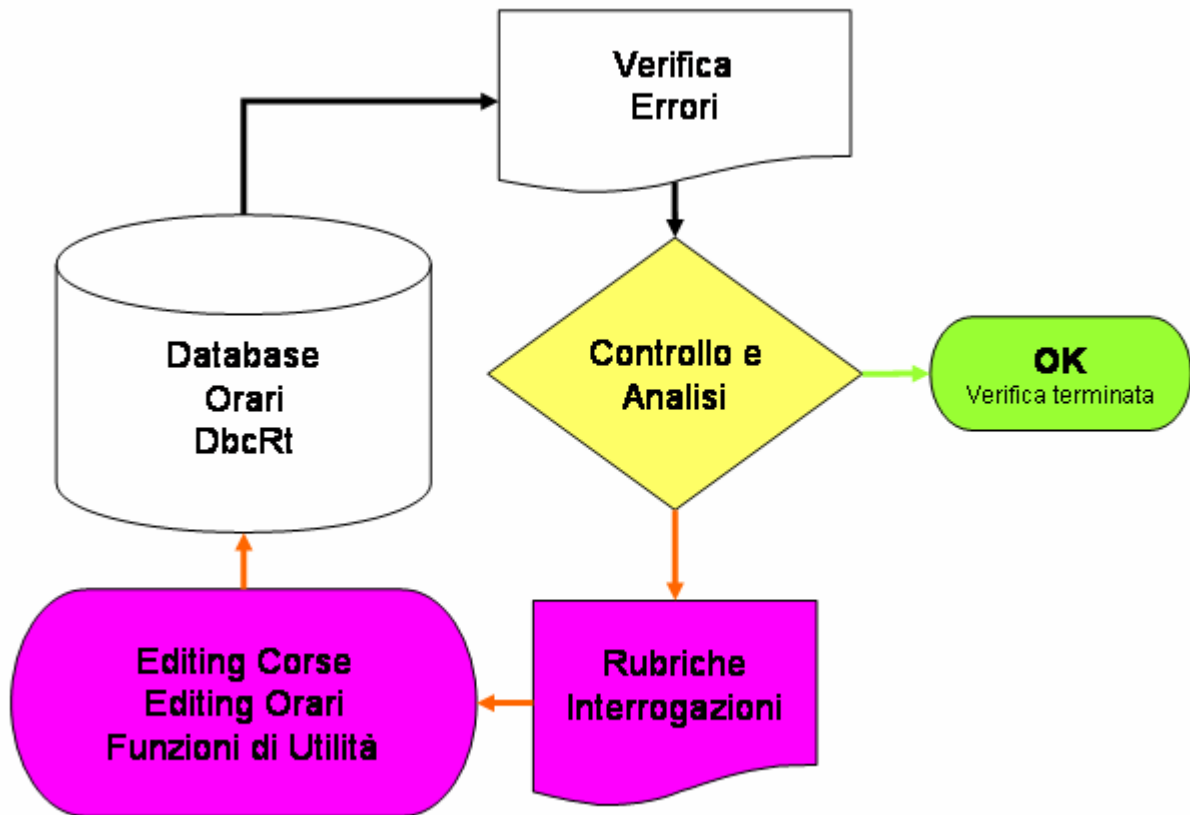 Verifica
Errori
Database
Orari
DbcRt
Controllo e
Analisi
OK
Verifica terminata
Editing Corse
Editing Orari
Funzioni di Utilità
Rubriche
Interrogazioni